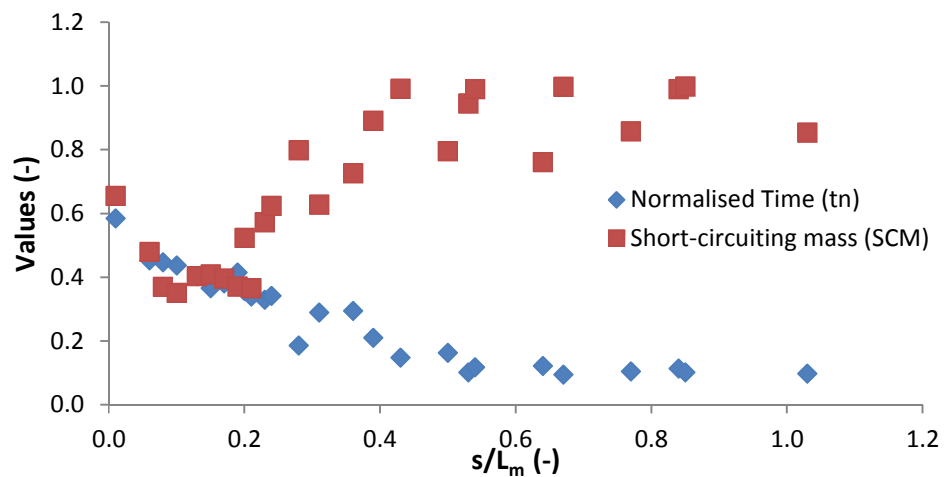 1.2
1.0
0.8
0.6
0.4
0.2
0.0
Values (-)
Normalised Time (tn)
Short-circuiting mass (SCM)
0.0 0.2 0.4 0.6 0.8 1.0 1.2
s/Lm (-)